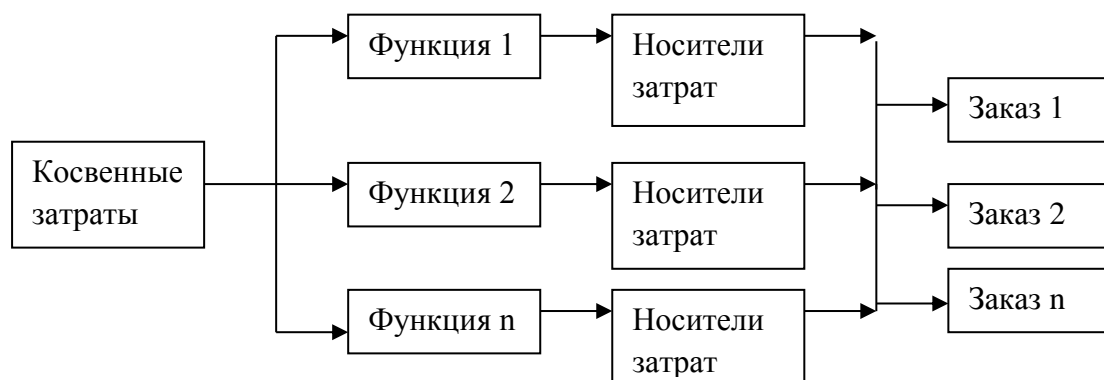 Функция 1
Носители
затрат
Заказ 1
Косвенные
затраты
Функция 2
Носители
затрат
Заказ 2
Функция n
Носители
затрат
Заказ n